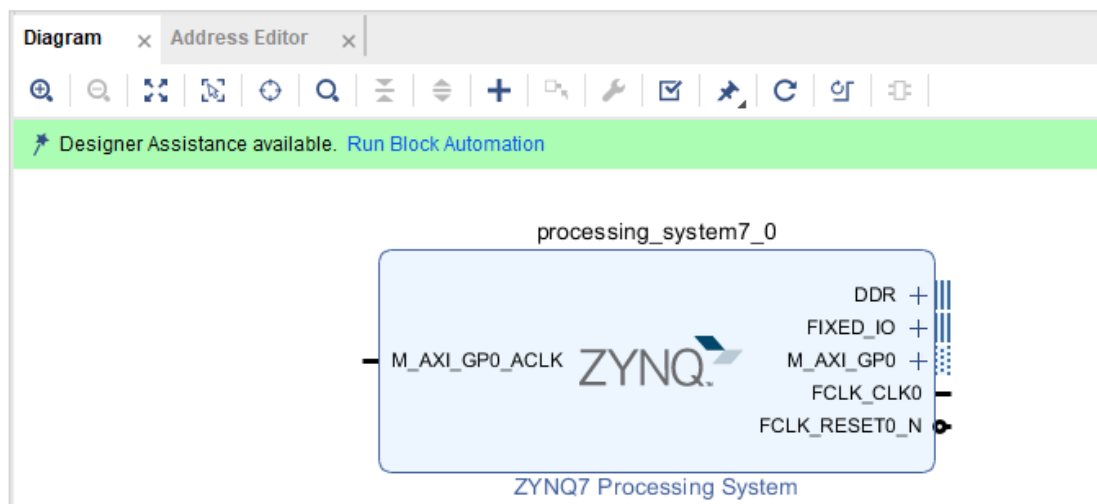 Diagram
Address Editor
Designer Assistance available. Run Block Automation
processing_system7_0
DDR
FIXED_IO
M_AXI_GP0_ACLK
ZYNQ
M_AXI_GP0
FCLK_CLK0
FCLK_RESET0_N
ZYNQ7 Processing System